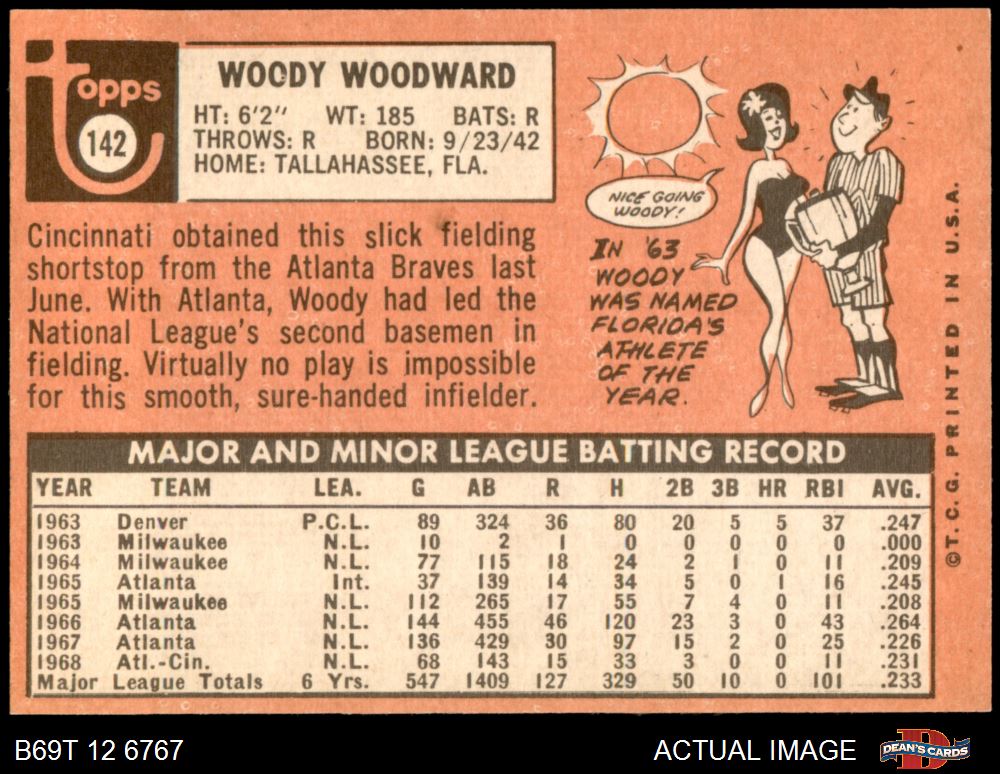 Topps
142
WOODY WOODWARD
HT: 6'2" WT: 185 BATS: R
THROWS: R BORN: 9/23/42
HOME: TALLAHASSEE, FLA.
Cincinnati obtained this slick fielding
shortstop from the Atlanta Braves last
June. With Atlanta, Woody had led the
National League's second basemen in
fielding. Virtually no play is impossible
for this smooth, sure-handed infielder.
NICE GOING
WOODY!
IN '63
WOODY
WAS NAMED
FLORIDA'S
ATHLETE
OF THE
YEAR.
©T.C.G. PRINTED IN U.S.A.
MAJOR AND MINOR LEAGUE BATTING RECORD
YEAR TEAM LEA. G AB R H 2B 3B HR RBI AVG.
1963 Denver P.C.L. 89 324 36 80 20 5 5 37 .247
1963 Milwaukee N.L. 10 2 1 0 0 0 0 0 .000
1964 Milwaukee N.L. 77 115 18 24 2 1 0 11 .209
1965 Atlanta Int. 37 139 14 34 5 0 1 16 .245
1965 Milwaukee N.L. 112 265 17 55 7 4 0 11 .208
1966 Atlanta N.L. 144 455 46 120 23 3 0 43 .264
1967 Atlanta N.L. 136 429 30 97 15 2 0 25 .226
1968 Atl.-Cin. N.L. 68 143 15 33 3 0 0 11 .231
Major League Totals 6 Yrs. 547 1409 127 329 50 10 0 101 .233
B69T 12 6767
ACTUAL IMAGE
DEAN'S CARDS